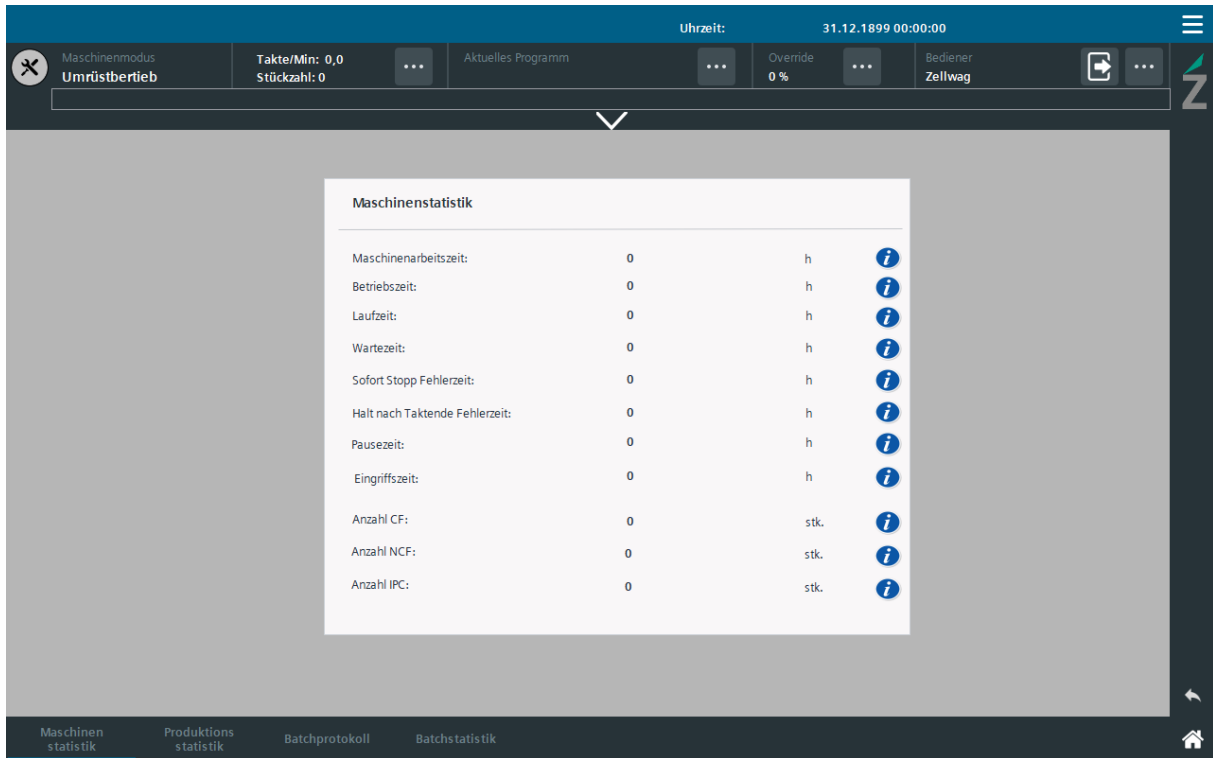 Uhrzeit: 31.12.1899 00:00:00
Maschinenmodus
Umrüstbertieb
Takte/Min: 0,0
Stückzahl: 0
Aktuelles Programm
Override
0 %
Bediener
Zellwag
Z
Maschinenstatistik
Maschinenarbeitszeit: 0 h
Betriebszeit: 0 h
Laufzeit: 0 h
Wartezeit: 0 h
Sofort Stopp Fehlerzeit: 0 h
Halt nach Taktende Fehlerzeit: 0 h
Pausezeit: 0 h
Eingriffszeit: 0 h
Anzahl CF: 0 stk.
Anzahl NCF: 0 stk.
Anzahl IPC: 0 stk.
Maschinen
statistik
Produktions
statistik
Batchprotokoll
Batchstatistik